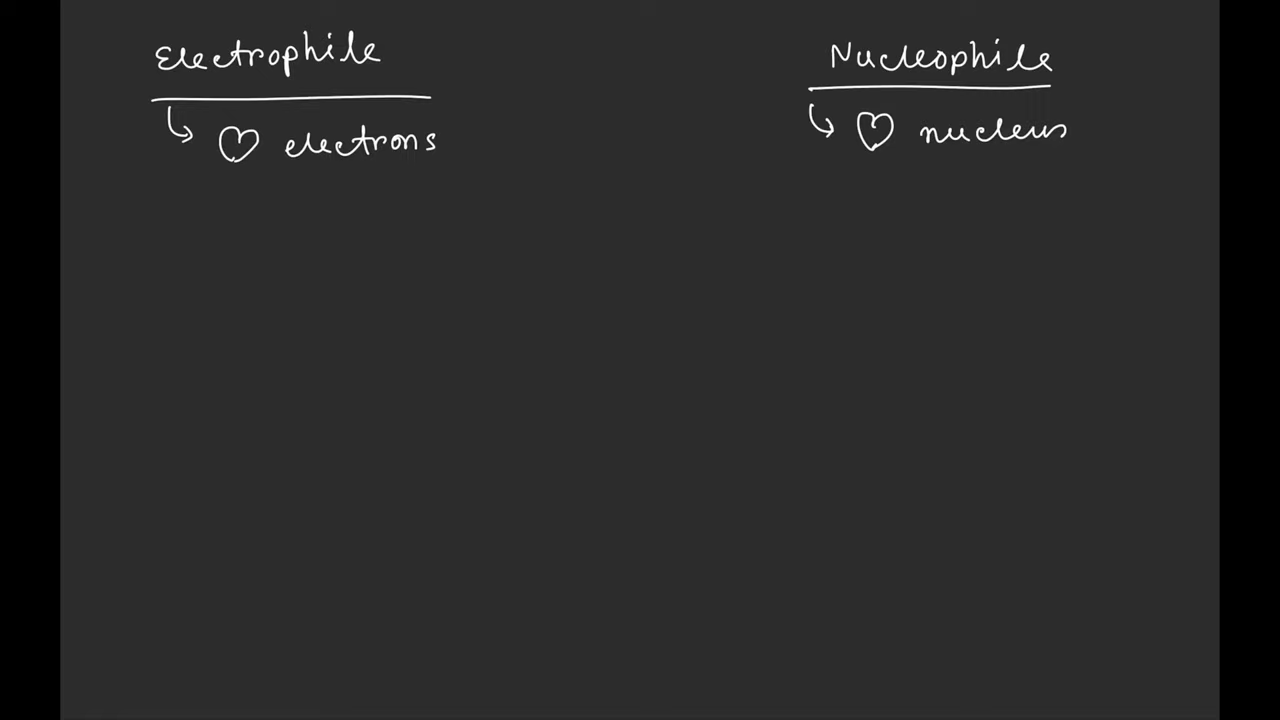 Electrophile
↳ ♡ electrons
Nucleophile
↳ ♡ nucleus